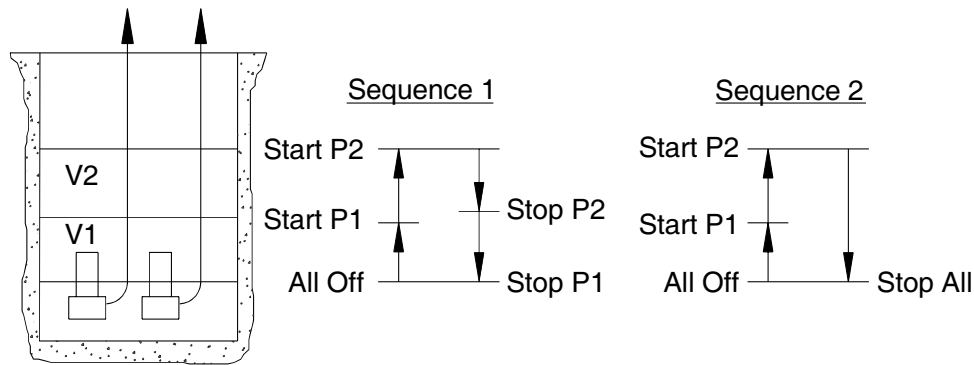 V2
V1
Sequence 1
Start P2
Start P1
Stop P2
All Off
Stop P1
Sequence 2
Start P2
Start P1
All Off
Stop All